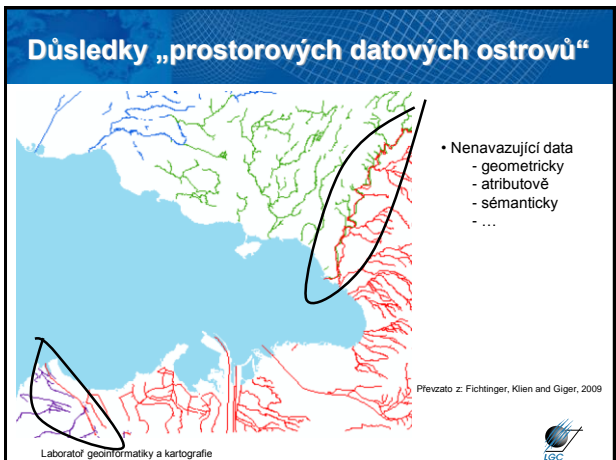 Důsledky „prostorových datových ostrovů“
• Nenavazující data
- geometricky
- atributově
- sémanticky
- ...
Převzato z: Fichtinger, Klien and Giger, 2009
Laboratoř geoinformatiky a kartografie
LGC